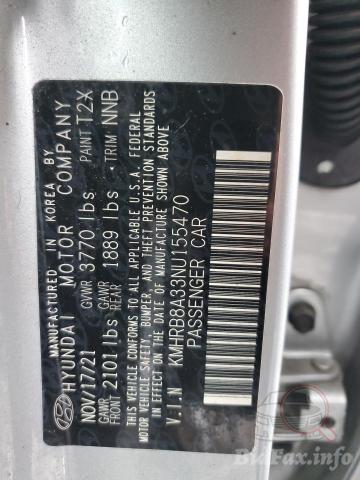 MANUFACTURED IN KOREA BY
HYUNDAI MOTOR COMPANY
NOV/17/21 GVWR 3770 lbs PAINT T2X
GAWR FRONT 2101 lbs GAWR REAR 1889 lbs TRIM NNB
THIS VEHICLE CONFORMS TO ALL APPLICABLE U.S.A. FEDERAL
MOTOR VEHICLE SAFETY, BUMPER, AND THEFT PREVENTION
STANDARDS IN EFFECT ON THE DATE OF MANUFACTURE SHOWN ABOVE.
V.I.N KMHRB8A33NU155470
PASSENGER CAR
BidFax.info